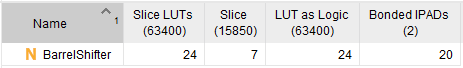 Name 1 Slice LUTs (63400) Slice (15850) LUT as Logic (63400) Bonded IPADs (2)
N BarrelShifter 24 7 24 20